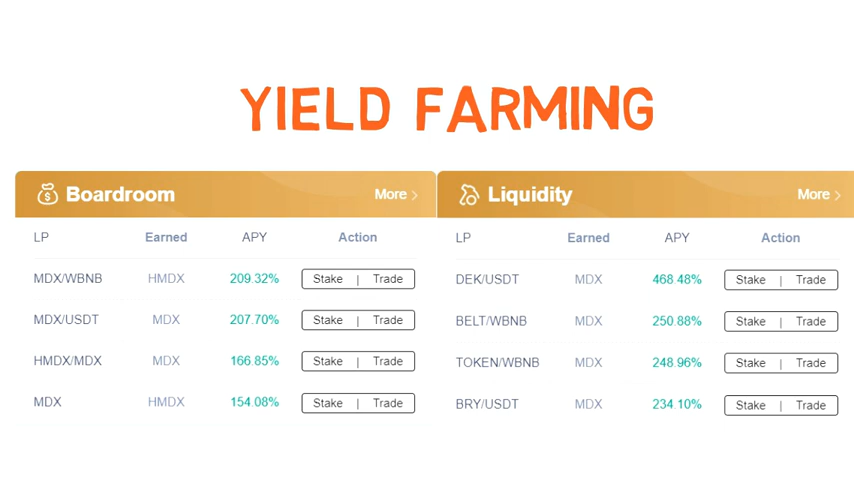 YIELD FARMING
Boardroom More >
LP Earned APY Action
MDX/WBNB HMDX 209.32% Stake | Trade
MDX/USDT MDX 207.70% Stake | Trade
HMDX/MDX MDX 166.85% Stake | Trade
MDX HMDX 154.08% Stake | Trade
Liquidity More >
LP Earned APY Action
DEK/USDT MDX 468.48% Stake | Trade
BELT/WBNB MDX 250.88% Stake | Trade
TOKEN/WBNB MDX 248.96% Stake | Trade
BRY/USDT MDX 234.10% Stake | Trade